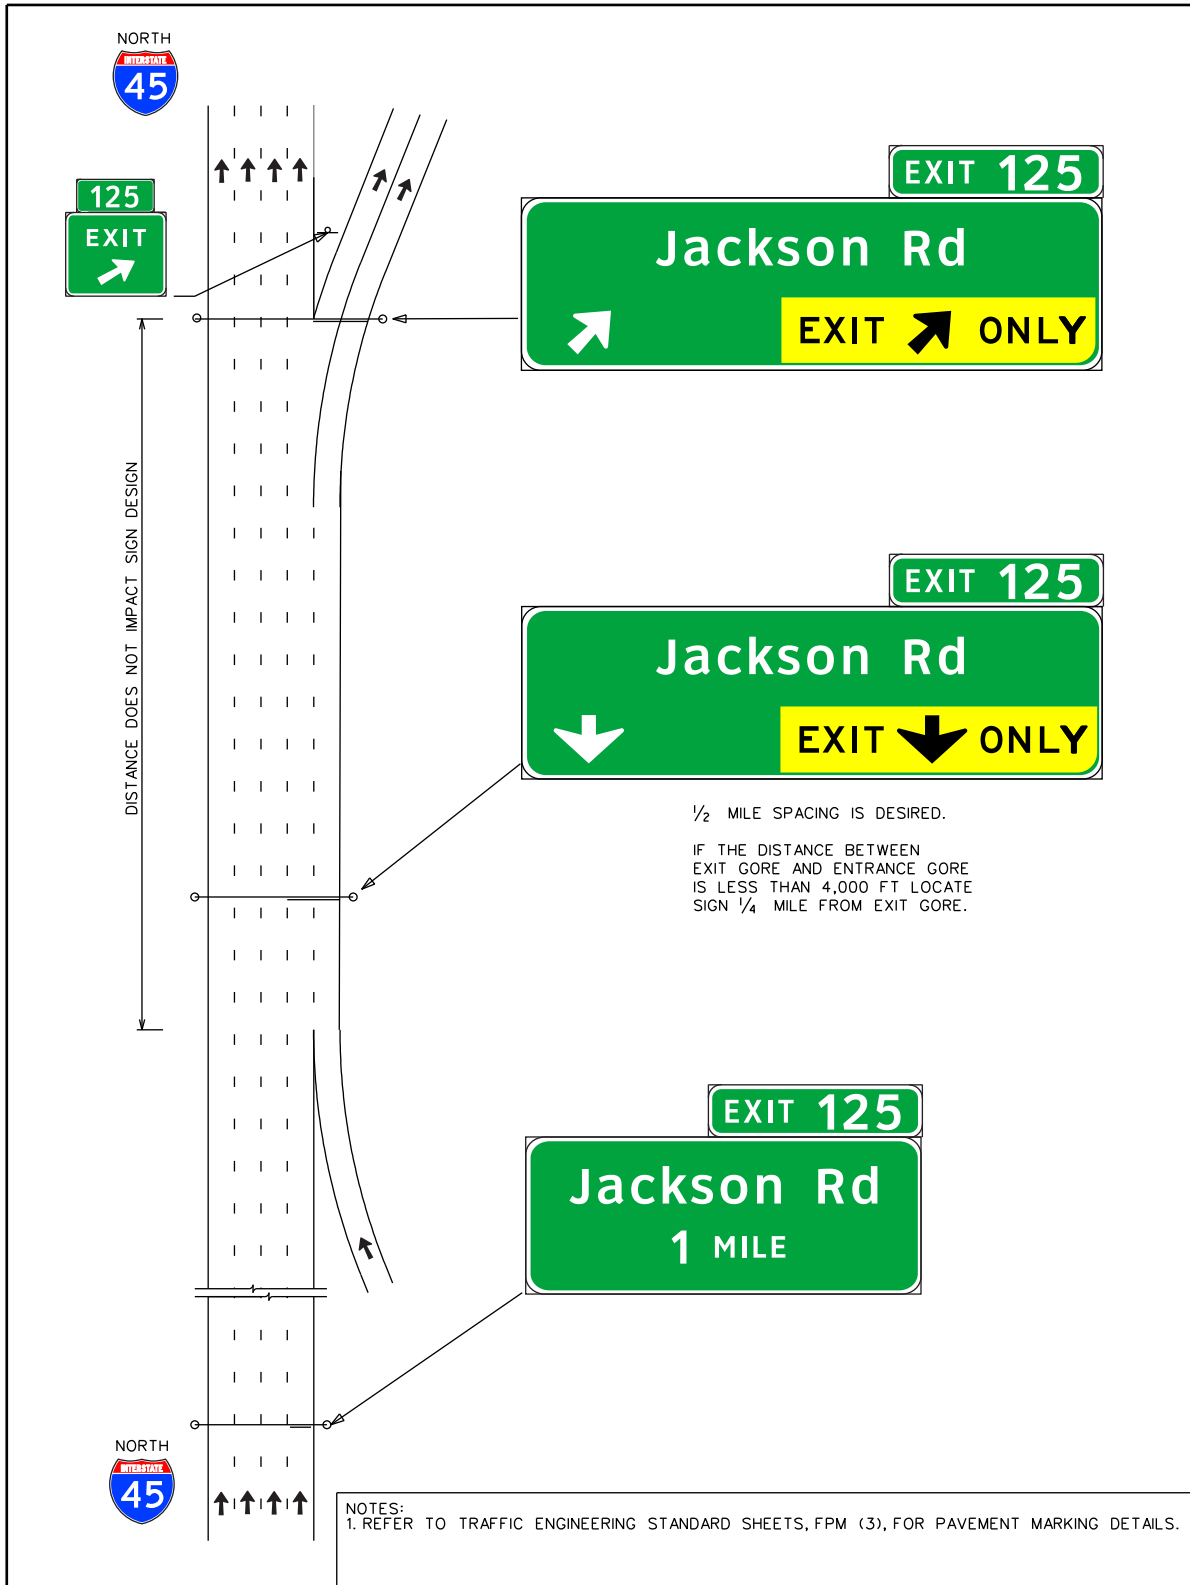 NORTH
INTERSTATE
45
125
EXIT
EXIT 125
Jackson Rd
EXIT ONLY
DISTANCE DOES NOT IMPACT SIGN DESIGN
EXIT 125
Jackson Rd
EXIT ONLY
1/2 MILE SPACING IS DESIRED.
IF THE DISTANCE BETWEEN
EXIT GORE AND ENTRANCE GORE
IS LESS THAN 4,000 FT LOCATE
SIGN 1/4 MILE FROM EXIT GORE.
EXIT 125
Jackson Rd
1 MILE
NORTH
INTERSTATE
45
NOTES:
1. REFER TO TRAFFIC ENGINEERING STANDARD SHEETS, FPM (3), FOR PAVEMENT MARKING DETAILS.